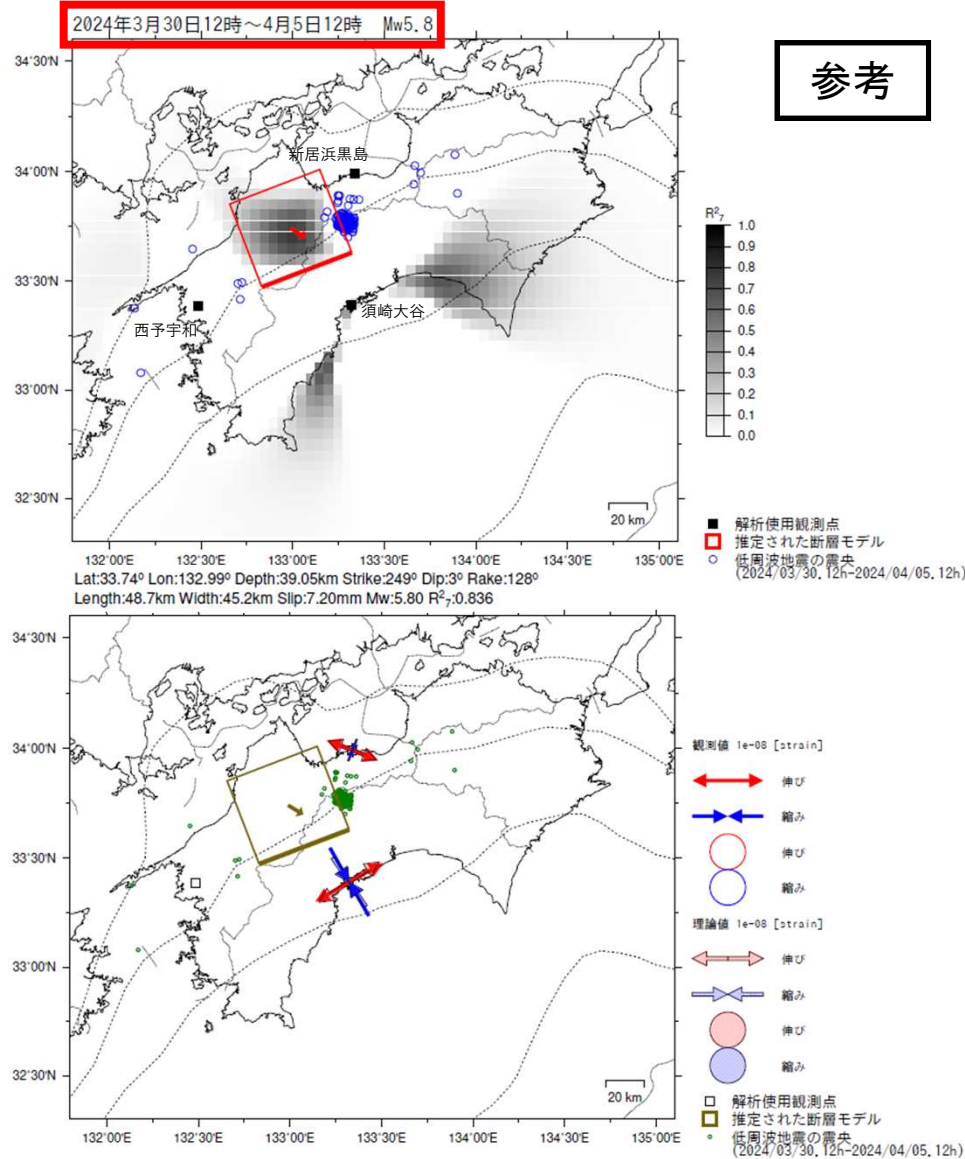 2024年3月30日12時～4月5日12時 Mw5.8
参考
34°30'N
34°00'N
33°30'N
33°00'N
32°30'N
新居浜黒島
須崎大谷
西予宇和
20 km
132°00'E 132°30'E 133°00'E 133°30'E 134°00'E 134°30'E 135°00'E
R²₇
1.0
0.9
0.8
0.7
0.6
0.5
0.4
0.3
0.2
0.1
0.0
解析使用観測点
推定された断層モデル
低周波地震の震央
(2024/03/30.12h-2024/04/05.12h)
Lat:33.74° Lon:132.99° Depth:39.05km Strike:249° Dip:3° Rake:128°
Length:48.7km Width:45.2km Slip:7.20mm Mw:5.80 R²₇:0.836
34°30'N
34°00'N
33°30'N
33°00'N
32°30'N
20 km
132°00'E 132°30'E 133°00'E 133°30'E 134°00'E 134°30'E 135°00'E
観測値 1e-08 [strain]
伸び
縮み
伸び
縮み
理論値 1e-08 [strain]
伸び
縮み
伸び
縮み
解析使用観測点
推定された断層モデル
低周波地震の震央
(2024/03/30.12h-2024/04/05.12h)